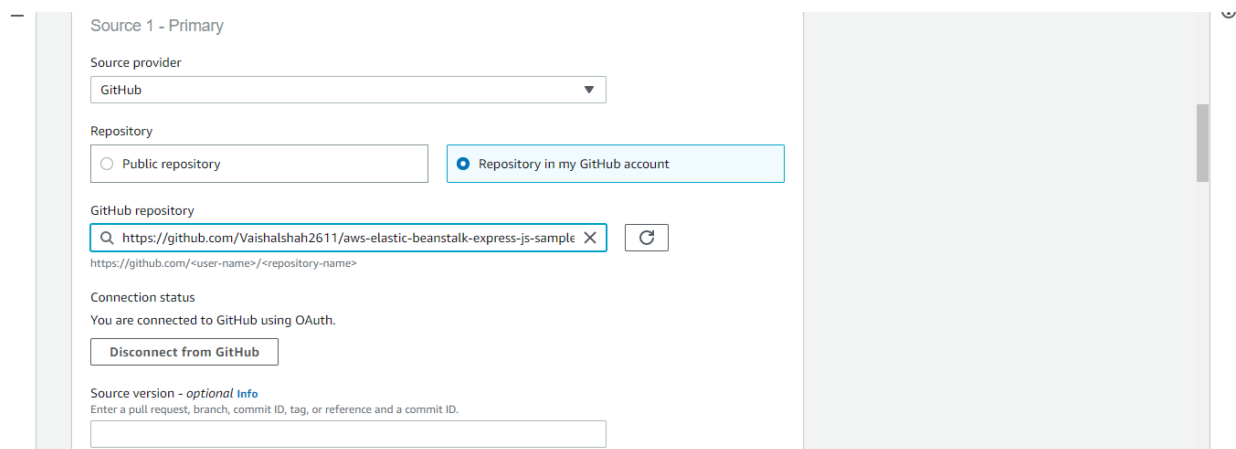 Source 1 - Primary
Source provider
GitHub
Repository
Public repository
Repository in my GitHub account
GitHub repository
https://github.com/Vaishalshah2611/aws-elastic-beanstalk-express-js-sample
https://github.com/<user-name>/<repository-name>
Connection status
You are connected to GitHub using OAuth.
Disconnect from GitHub
Source version - optional Info
Enter a pull request, branch, commit ID, tag, or reference and a commit ID.